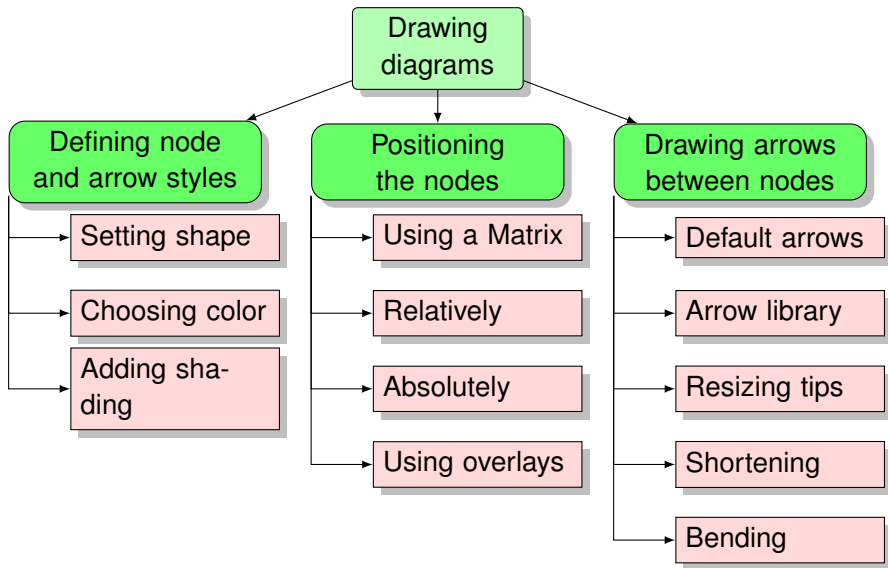 Drawing
diagrams
Defining node
and arrow styles
Setting shape
Choosing color
Adding sha-
ding
Positioning
the nodes
Using a Matrix
Relatively
Absolutely
Using overlays
Drawing arrows
between nodes
Default arrows
Arrow library
Resizing tips
Shortening
Bending